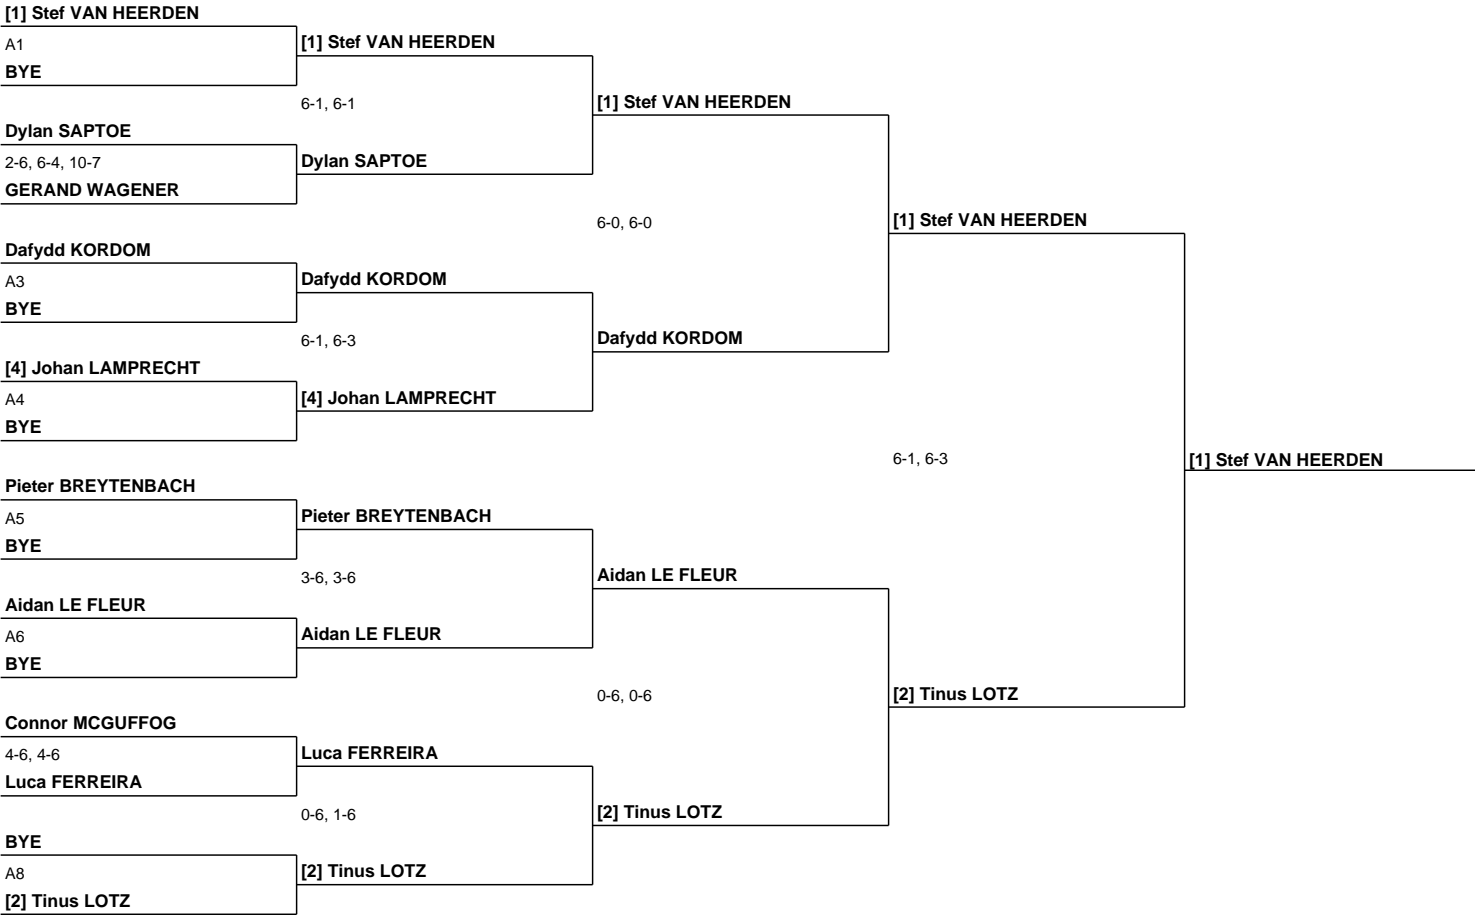 [1] Stef VAN HEERDEN
A1
[1] Stef VAN HEERDEN
BYE
6-1, 6-1
[1] Stef VAN HEERDEN
Dylan SAPTOE
2-6, 6-4, 10-7
Dylan SAPTOE
GERAND WAGENER
6-0, 6-0
[1] Stef VAN HEERDEN
Dafydd KORDOM
A3
Dafydd KORDOM
BYE
6-1, 6-3
Dafydd KORDOM
[4] Johan LAMPRECHT
A4
[4] Johan LAMPRECHT
BYE
6-1, 6-3
[1] Stef VAN HEERDEN
Pieter BREYTENBACH
A5
Pieter BREYTENBACH
BYE
3-6, 3-6
Aidan LE FLEUR
Aidan LE FLEUR
A6
Aidan LE FLEUR
BYE
0-6, 0-6
[2] Tinus LOTZ
Connor MCGUFFOG
4-6, 4-6
Luca FERREIRA
Luca FERREIRA
0-6, 1-6
[2] Tinus LOTZ
BYE
A8
[2] Tinus LOTZ
[2] Tinus LOTZ